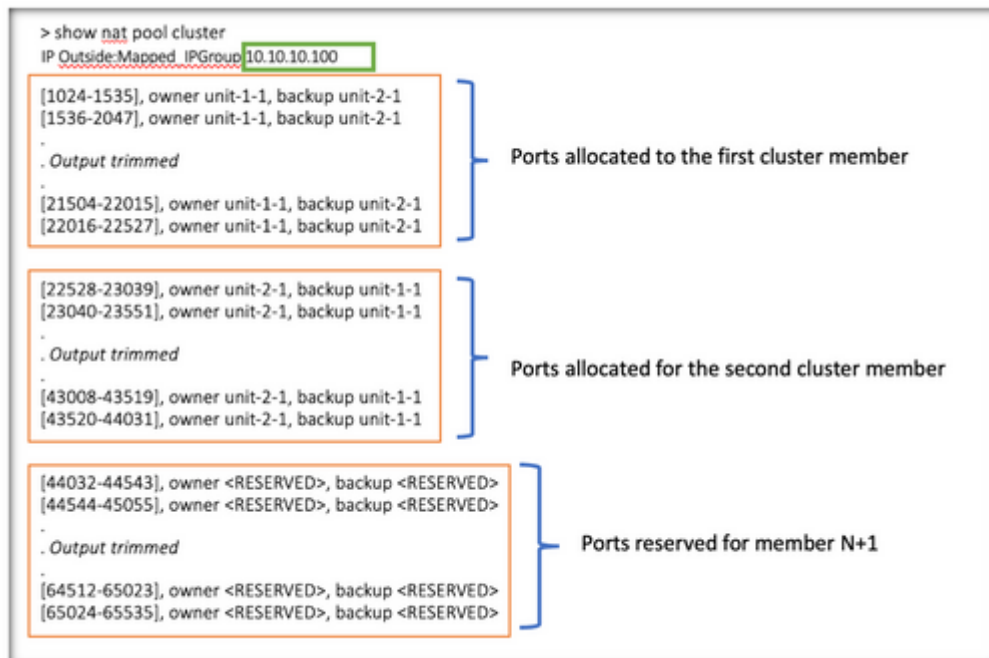 > show nat pool cluster
IP Outside:Mapped_IPGroup 10.10.10.100
[1024-1535], owner unit-1-1, backup unit-2-1
[1536-2047], owner unit-1-1, backup unit-2-1
.
. Output trimmed
.
[21504-22015], owner unit-1-1, backup unit-2-1
[22016-22527], owner unit-1-1, backup unit-2-1
Ports allocated to the first cluster member
[22528-23039], owner unit-2-1, backup unit-1-1
[23040-23551], owner unit-2-1, backup unit-1-1
.
. Output trimmed
.
[43008-43519], owner unit-2-1, backup unit-1-1
[43520-44031], owner unit-2-1, backup unit-1-1
Ports allocated for the second cluster member
[44032-44543], owner <RESERVED>, backup <RESERVED>
[44544-45055], owner <RESERVED>, backup <RESERVED>
.
. Output trimmed
.
[64512-65023], owner <RESERVED>, backup <RESERVED>
[65024-65535], owner <RESERVED>, backup <RESERVED>
Ports reserved for member N+1